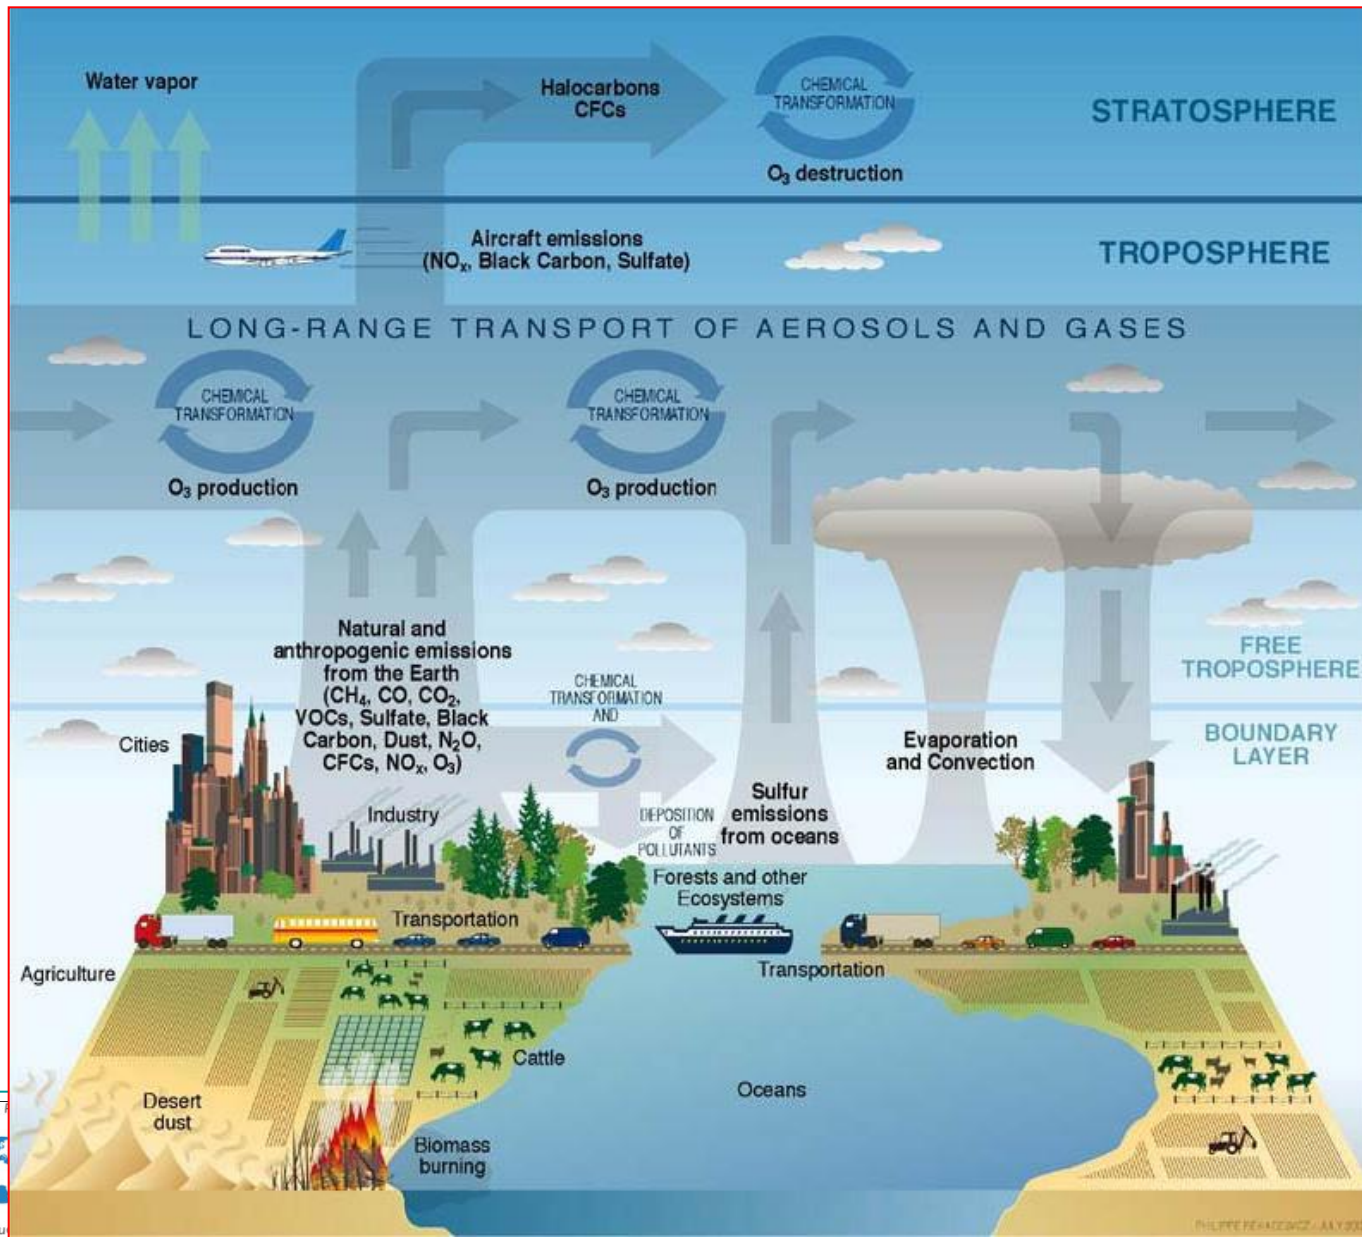 Water vapor
Halocarbons
CFCs
CHEMICAL
TRANSFORMATION
O₃ destruction
STRATOSPHERE
Aircraft emissions
(NOₓ, Black Carbon, Sulfate)
TROPOSPHERE
LONG-RANGE TRANSPORT OF AEROSOLS AND GASES
CHEMICAL
TRANSFORMATION
O₃ production
CHEMICAL
TRANSFORMATION
O₃ production
Natural and
anthropogenic emissions
from the Earth
(CH₄, CO, CO₂,
VOCs, Sulfate, Black
Carbon, Dust, N₂O,
CFCs, NOₓ, O₃)
CHEMICAL
TRANSFORMATION
AND
DEPOSITION
OF
POLLUTANTS
FREE
TROPOSPHERE
BOUNDARY
LAYER
Cities
Industry
Evaporation
and Convection
Sulfur
emissions
from oceans
Forests and other
Ecosystems
Transportation
Transportation
Agriculture
Cattle
Oceans
Desert
dust
Biomass
burning